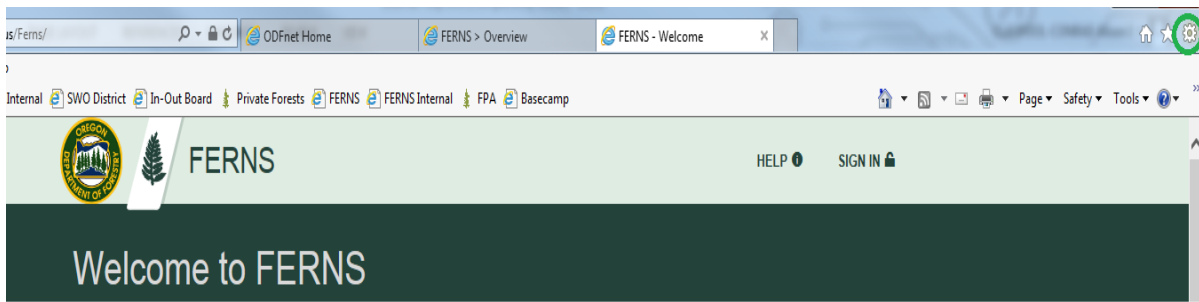 us/Ferns/ ODFnet Home FERNS > Overview FERNS - Welcome
Internal SWO District In-Out Board Private Forests FERNS FERNS Internal FPA Basecamp Page Safety Tools
OREGON DEPARTMENT OF FORESTRY FERNS HELP SIGN IN
Welcome to FERNS